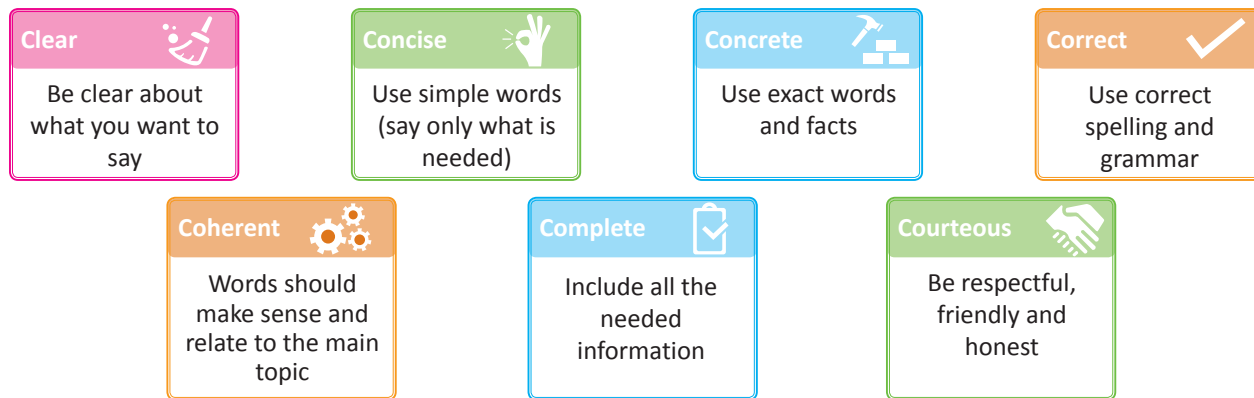 Clear
Be clear about
what you want to
say
Concise
Use simple words
(say only what is
needed)
Concrete
Use exact words
and facts
Correct
Use correct
spelling and
grammar
Coherent
Words should
make sense and
relate to the main
topic
Complete
Include all the
needed
information
Courteous
Be respectful,
friendly and
honest